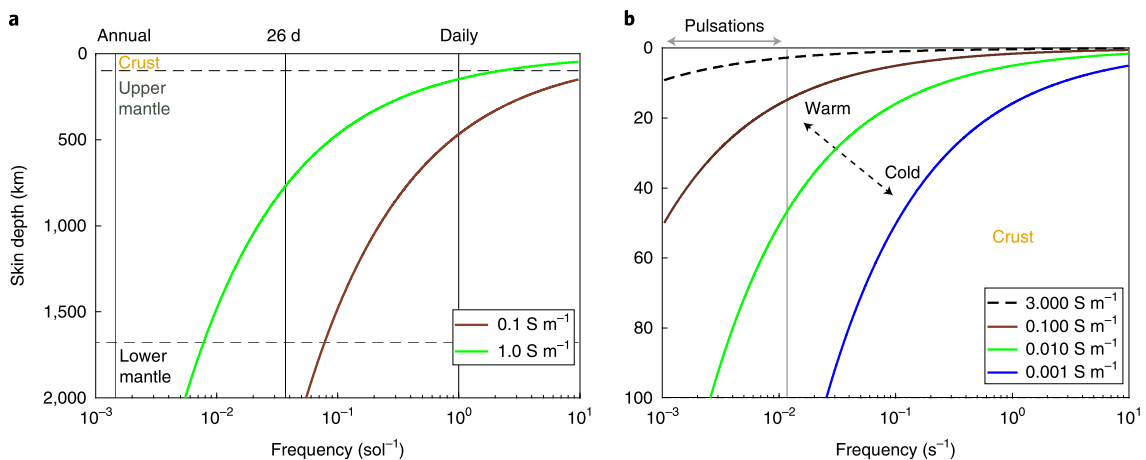 a
Annual
26 d
Daily
0
500
1,000
1,500
2,000
Skin depth (km)
Crust
Upper
mantle
Lower
mantle
0.1 S m⁻¹
1.0 S m⁻¹
10⁻³
10⁻²
10⁻¹
10⁰
10¹
Frequency (sol⁻¹)
b
Pulsations
0
20
40
60
80
100
Warm
Cold
Crust
3.000 S m⁻¹
0.100 S m⁻¹
0.010 S m⁻¹
0.001 S m⁻¹
10⁻³
10⁻²
10⁻¹
10⁰
10¹
Frequency (s⁻¹)